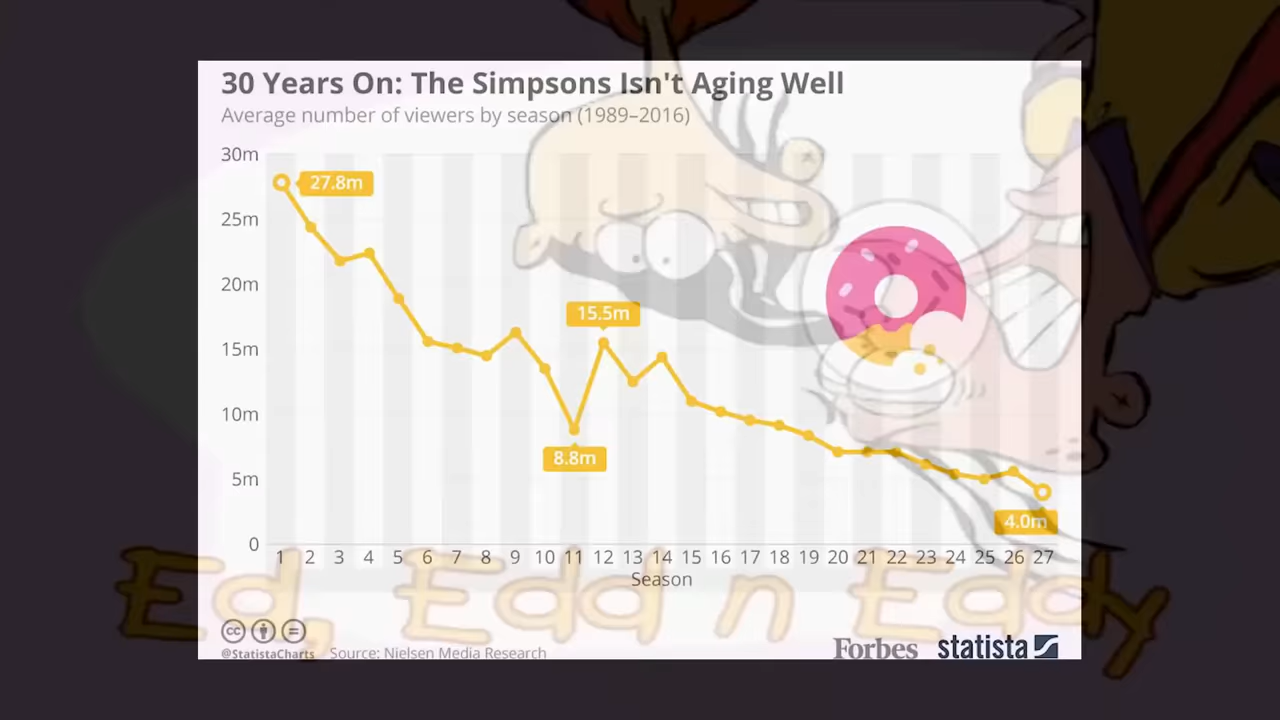 30 Years On: The Simpsons Isn't Aging Well
Average number of viewers by season (1989–2016)
30m
27.8m
25m
20m
15.5m
15m
10m
8.8m
5m
4.0m
0
1 2 3 4 5 6 7 8 9 10 11 12 13 14 15 16 17 18 19 20 21 22 23 24 25 26 27
Season
Ed, Edd n Eddy
cc =
@StatistaCharts Source: Nielsen Media Research
Forbes statista